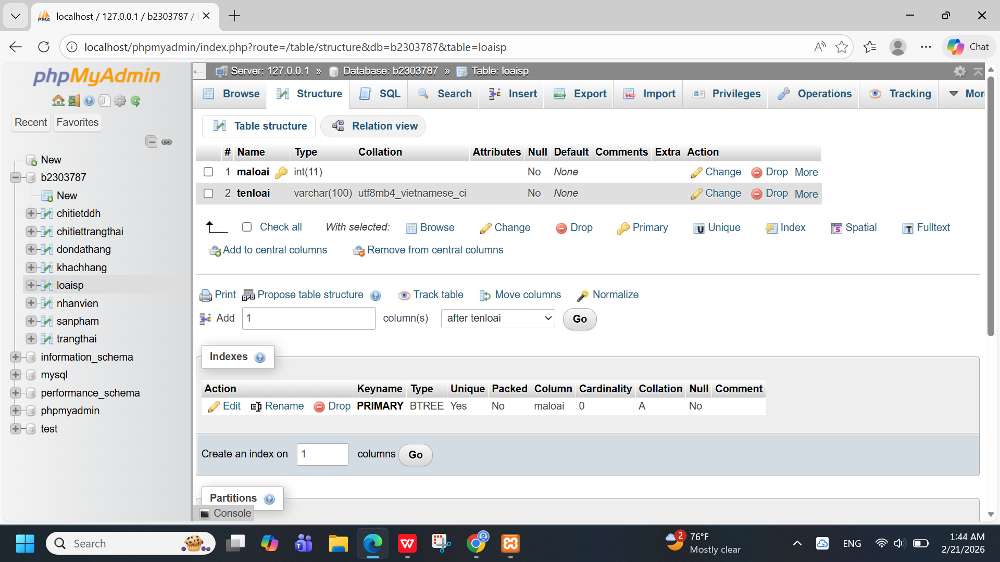 localhost / 127.0.0.1 / b2303787 /
localhost/phpmyadmin/index.php?route=/table/structure&db=b2303787&table=loaisp
Chat
phpMyAdmin
Recent Favorites
New
b2303787
New
chitietddh
chitiettrangthai
dondathang
khachhang
loaisp
nhanvien
sanpham
trangthai
information_schema
mysql
performance_schema
phpmyadmin
test
Server: 127.0.0.1 » Database: b2303787 » Table: loaisp
Browse Structure SQL Search Insert Export Import Privileges Operations Tracking Mor
Table structure Relation view
# Name Type Collation Attributes Null Default Comments Extra Action
1 maloai int(11) No None Change Drop More
2 tenloai varchar(100) utf8mb4_vietnamese_ci No None Change Drop More
Check all With selected: Browse Change Drop Primary Unique Index Spatial Fulltext
Add to central columns Remove from central columns
Print Propose table structure Track table Move columns Normalize
Add 1 column(s) after tenloai Go
Indexes
Action Keyname Type Unique Packed Column Cardinality Collation Null Comment
Edit Rename Drop PRIMARY BTREE Yes No maloai 0 A No
Create an index on 1 columns Go
Partitions
Console
Search
2
76°F
Mostly clear
ENG
1:44 AM
2/21/2026